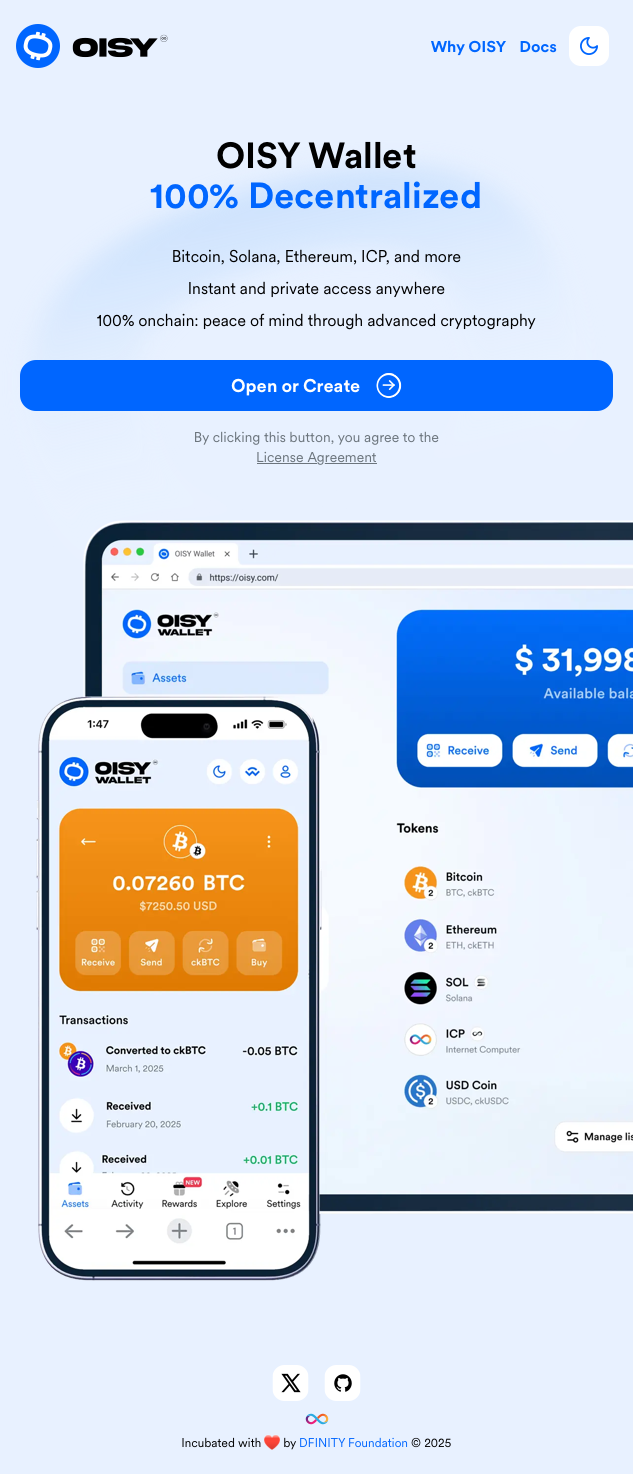 OISY
Why OISY
Docs
OISY Wallet
100% Decentralized
Bitcoin, Solana, Ethereum, ICP, and more
Instant and private access anywhere
100% onchain: peace of mind through advanced cryptography
Open or Create
By clicking this button, you agree to the
License Agreement
OISY Wallet
https://oisy.com/
OISY
WALLET
Assets
$ 31,998
Available bala
Receive
Send
Tokens
Bitcoin
BTC, ckBTC
2
Ethereum
ETH, ckETH
2
SOL
Solana
ICP
Internet Computer
USD Coin
USDC, ckUSDC
2
Manage lis
1:47
OISY
WALLET
0.07260 BTC
$7250.50 USD
Receive
Send
ckBTC
Buy
Transactions
Converted to ckBTC
-0.05 BTC
March 1, 2025
Received
+0.1 BTC
February 20, 2025
Received
+0.01 BTC
NEW
Assets
Activity
Rewards
Explore
Settings
1
Incubated with ❤️ by DFINITY Foundation © 2025